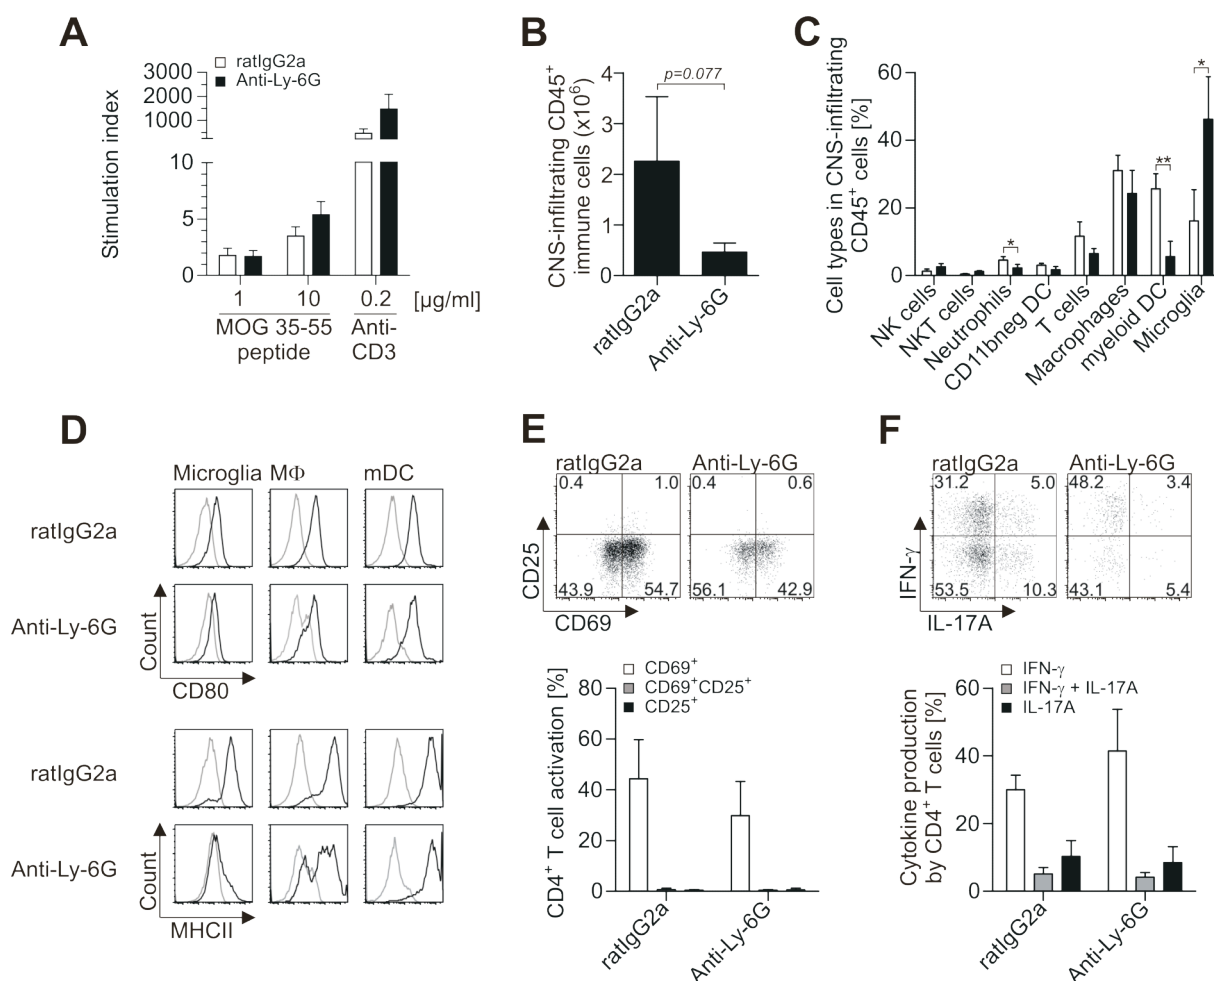 A
ratIgG2a
Anti-Ly-6G
Stimulation index
3000
2000
1000
10
5
0
1
10
0.2
[µg/ml]
MOG 35-55
peptide
Anti-
CD3
B
CNS-infiltrating CD45+
immune cells (x10⁶)
p=0.077
4
3
2
1
0
ratIgG2a
Anti-Ly-6G
C
Cell types in CNS-infiltrating
CD45+ cells [%]
60
40
20
0
*
**
*
NK cells
NKT cells
Neutrophils
CD11bneg DC
T cells
Macrophages
myeloid DC
Microglia
D
Microglia
MΦ
mDC
ratIgG2a
Anti-Ly-6G
Count
CD80
ratIgG2a
Anti-Ly-6G
Count
MHCII
E
ratIgG2a
Anti-Ly-6G
0.4
1.0
0.4
0.6
43.9
54.7
56.1
42.9
CD25
CD69
CD69+
CD69+CD25+
CD25+
CD4+ T cell activation [%]
80
60
40
20
0
ratIgG2a
Anti-Ly-6G
F
ratIgG2a
Anti-Ly-6G
31.2
5.0
48.2
3.4
53.5
10.3
43.1
5.4
IFN-γ
IL-17A
IFN-γ
IFN-γ + IL-17A
IL-17A
Cytokine production
by CD4+ T cells [%]
60
40
20
0
ratIgG2a
Anti-Ly-6G